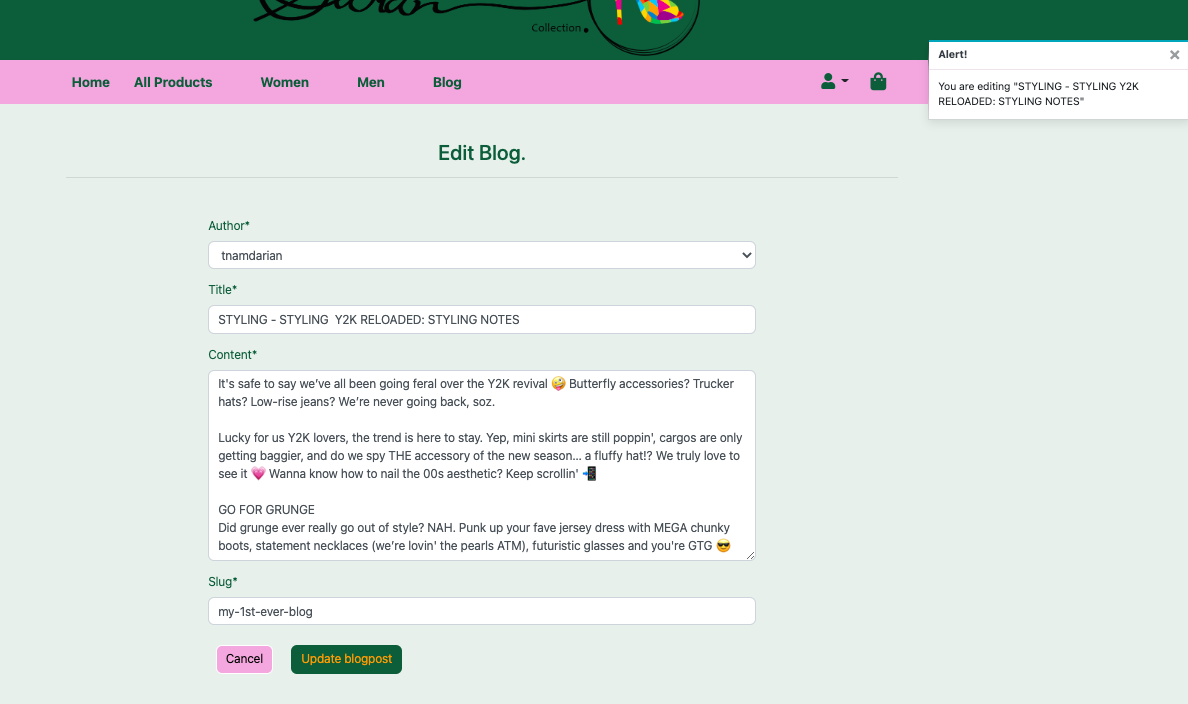 Collection.
Alert!
You are editing "STYLING - STYLING Y2K
RELOADED: STYLING NOTES"
Home All Products Women Men Blog
Edit Blog.
Author*
tnamdarian
Title*
STYLING - STYLING  Y2K RELOADED: STYLING NOTES
Content*
It's safe to say we’ve all been going feral over the Y2K revival 🤪 Butterfly accessories? Trucker
hats? Low-rise jeans? We’re never going back, soz.
Lucky for us Y2K lovers, the trend is here to stay. Yep, mini skirts are still poppin', cargos are only
getting baggier, and do we spy THE accessory of the new season… a fluffy hat!? We truly love to
see it 💗 Wanna know how to nail the 00s aesthetic? Keep scrollin’ 📲
GO FOR GRUNGE
Did grunge ever really go out of style? NAH. Punk up your fave jersey dress with MEGA chunky
boots, statement necklaces (we’re lovin' the pearls ATM), futuristic glasses and you're GTG 😎
Slug*
my-1st-ever-blog
Cancel Update blogpost